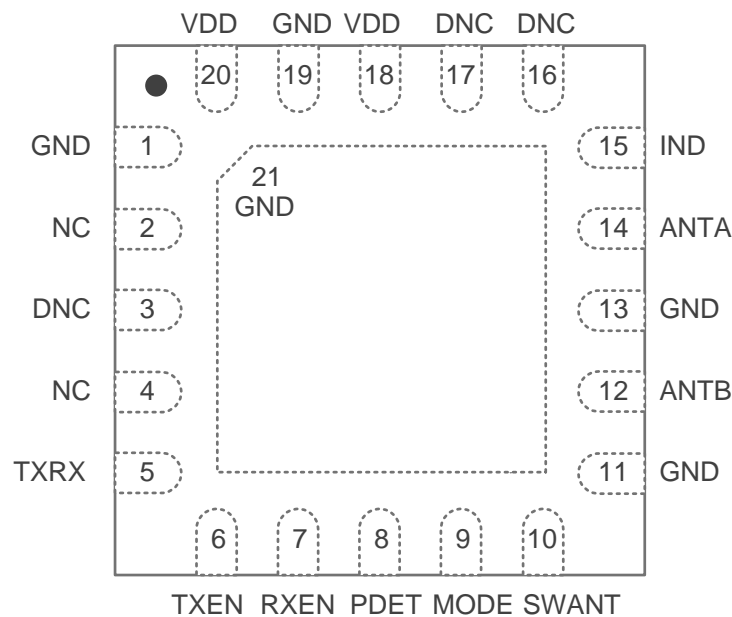 VDD GND VDD DNC DNC
20 19 18 17 16
GND 1 15 IND
21
GND
NC 2 14 ANTA
DNC 3 13 GND
NC 4 12 ANTB
TXRX 5 11 GND
6 7 8 9 10
TXEN RXEN PDET MODE SWANT